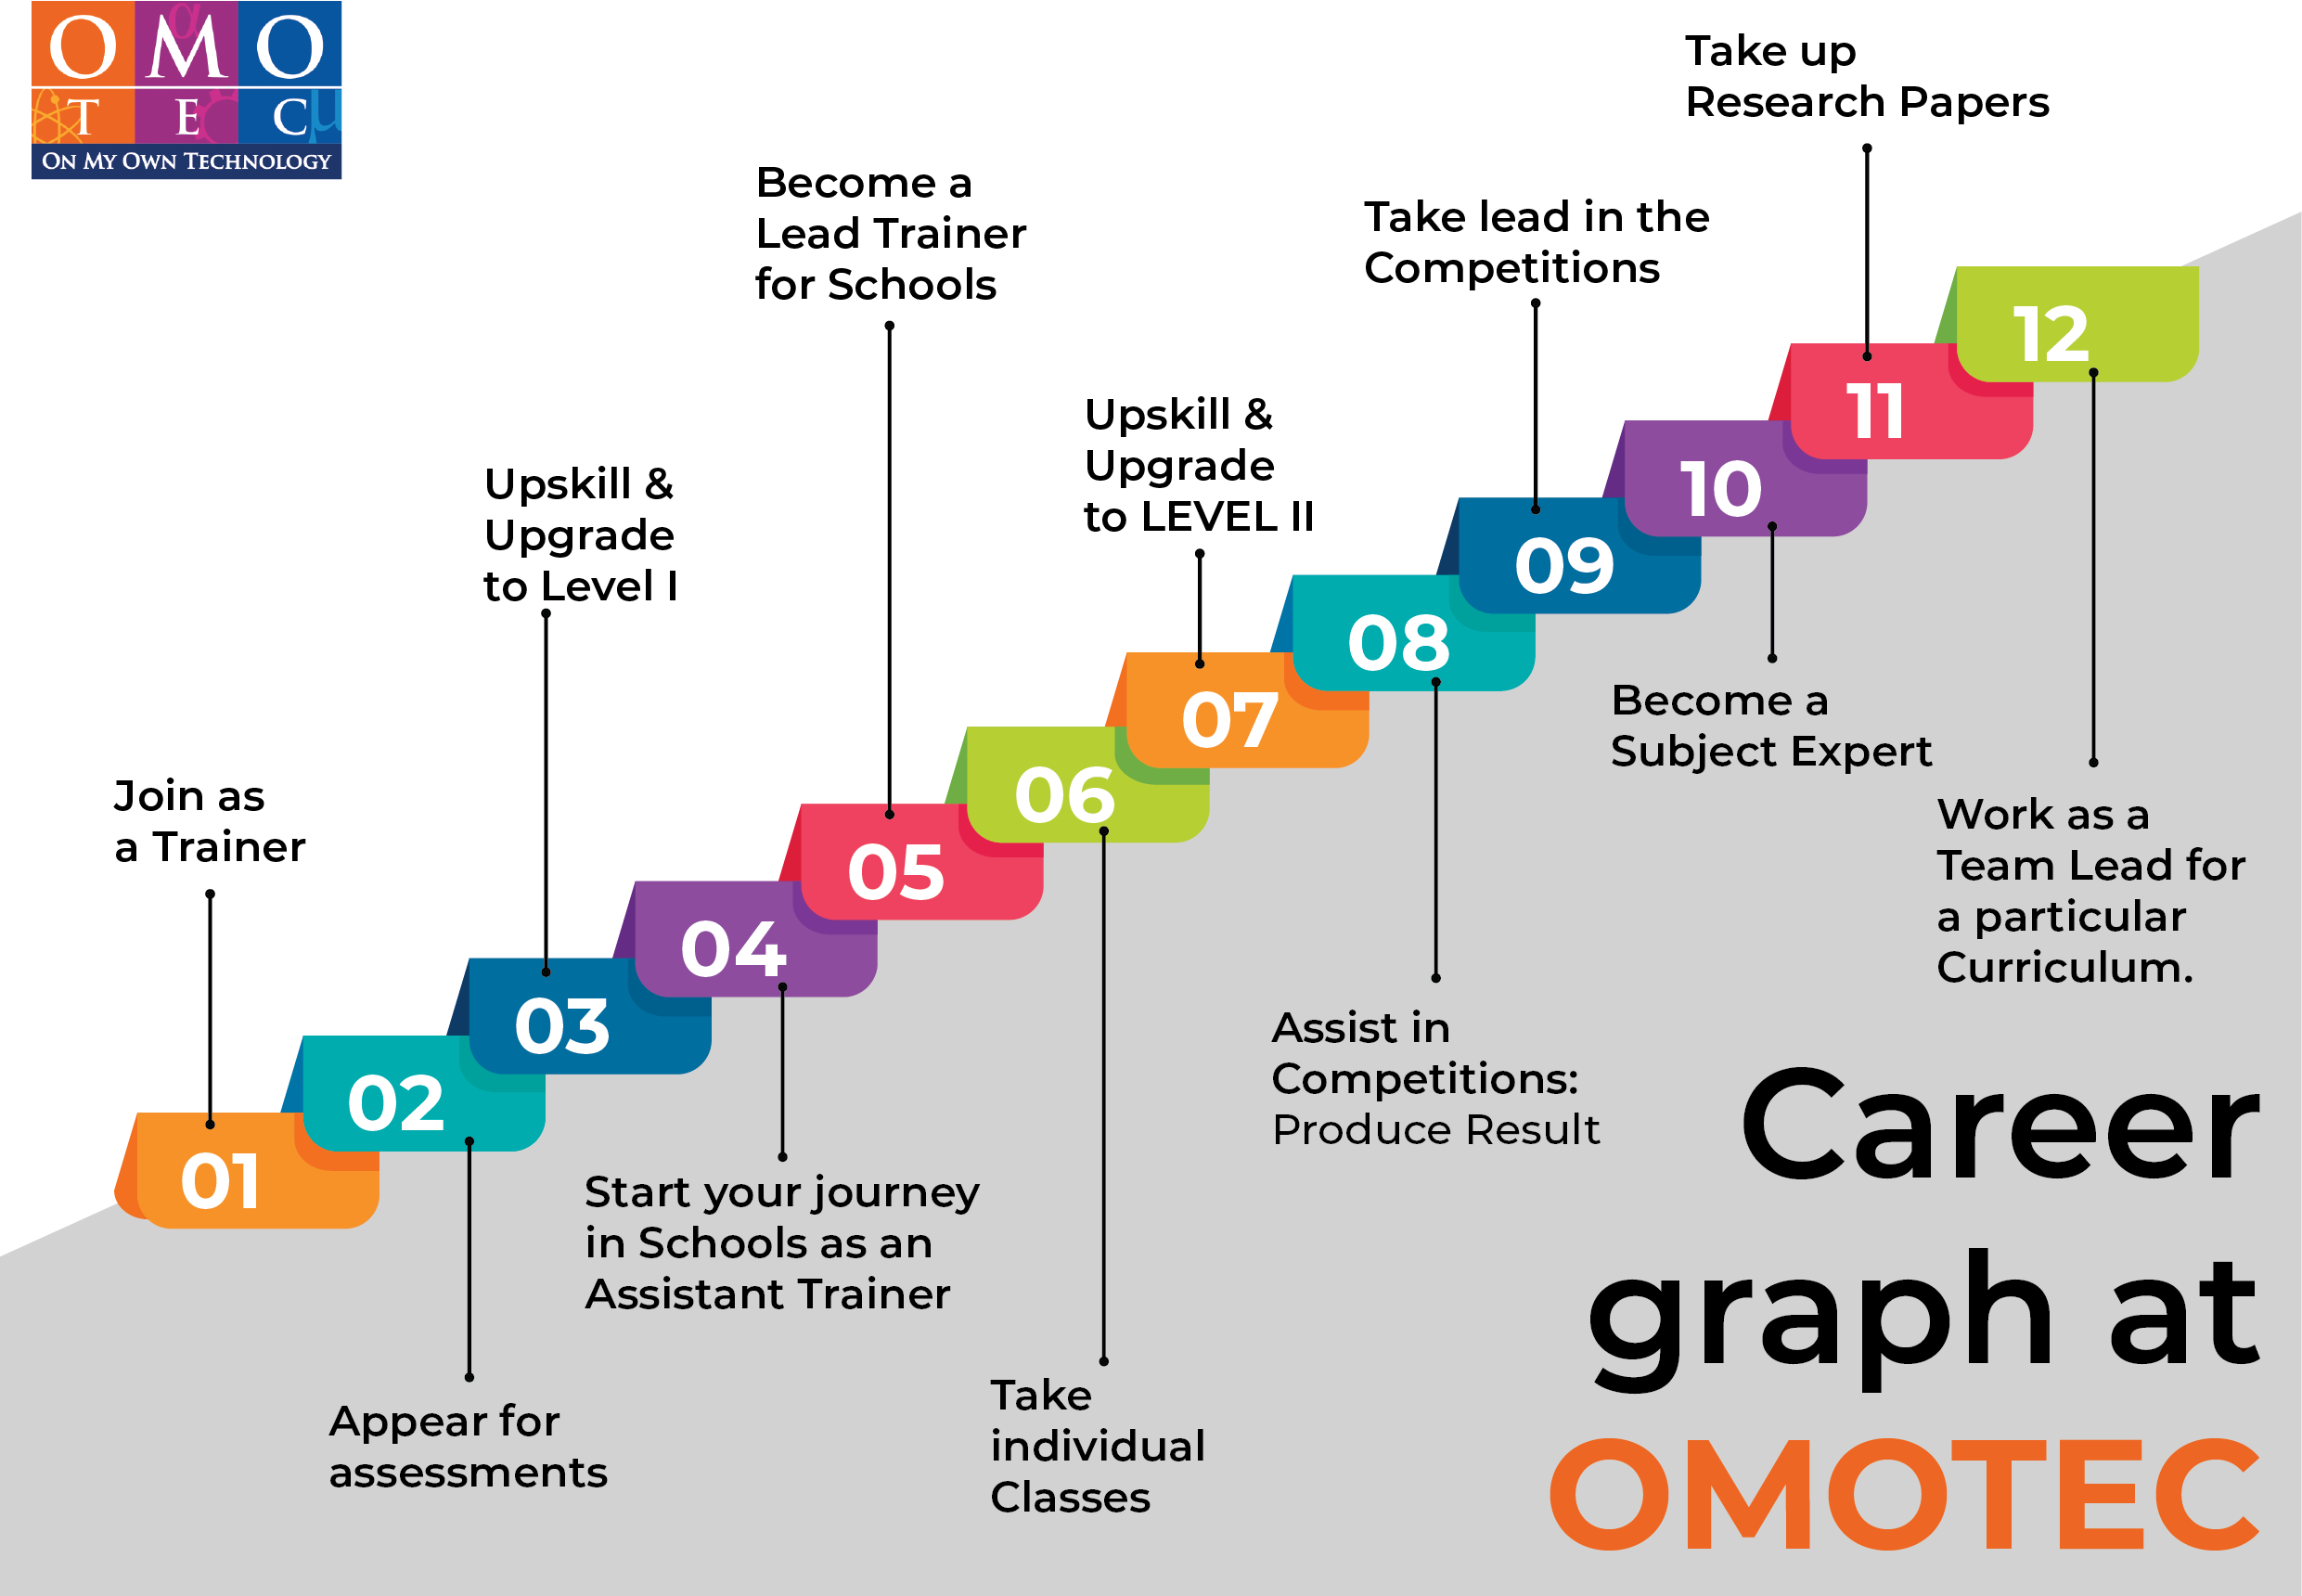 OMO
TEC
ON MY OWN TECHNOLOGY
01
Join as
a Trainer
02
Appear for
assessments
03
Upskill &
Upgrade
to Level I
04
Start your journey
in Schools as an
Assistant Trainer
05
Become a
Lead Trainer
for Schools
06
Take
individual
Classes
07
Upskill &
Upgrade
to LEVEL II
08
Assist in
Competitions:
Produce Result
09
Take lead in the
Competitions
10
Become a
Subject Expert
11
Take up
Research Papers
12
Work as a
Team Lead for
a particular
Curriculum.
Career
graph at
OMOTEC